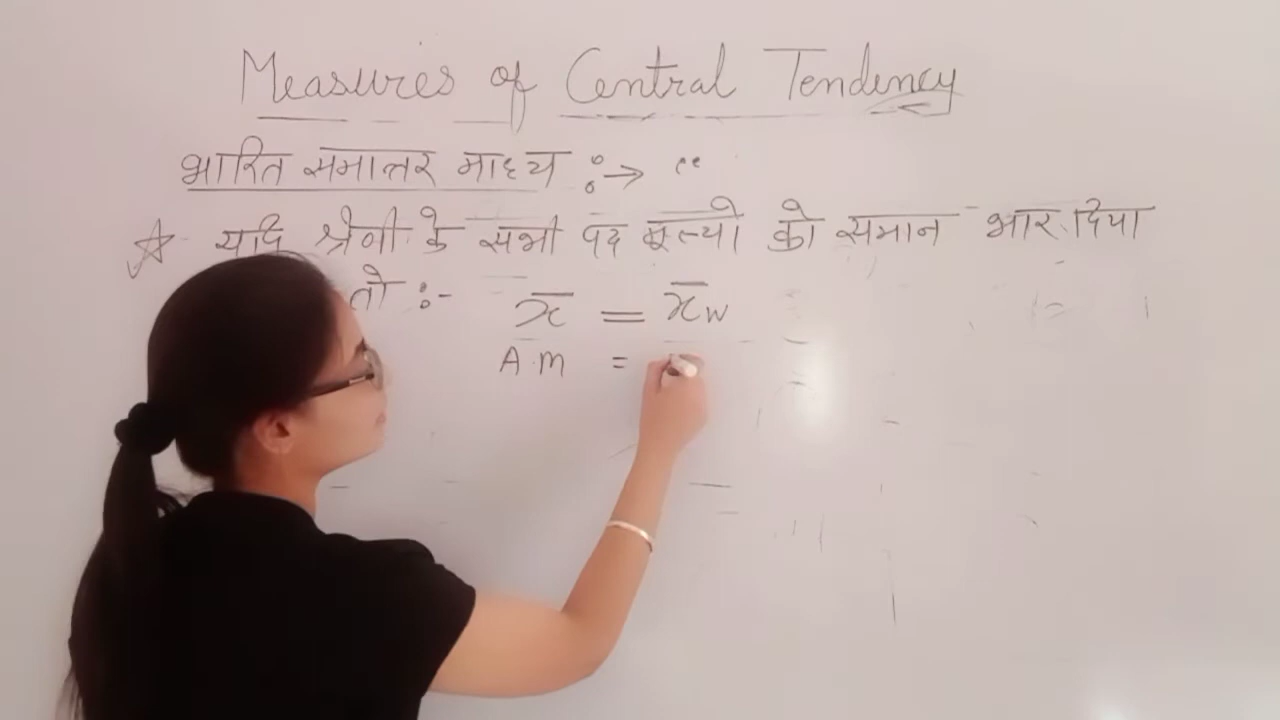 Measures of Central Tendency
भारित समान्तर माध्य :→ “
☆ यदि श्रेणी के सभी पद मूल्यो को समान भार दिया
तो :- x̄ = x̄w
A.M =